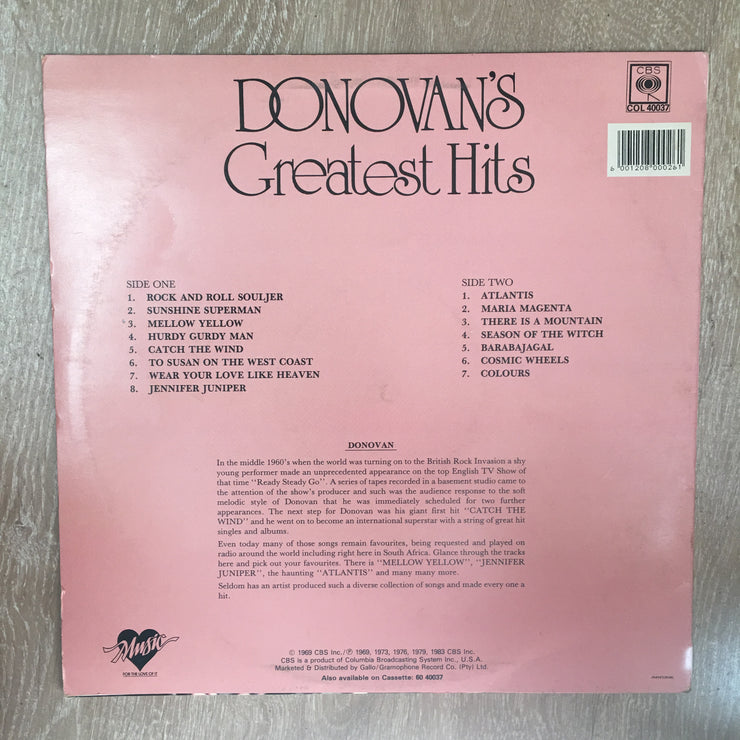 DONOVAN'S
Greatest Hits
CBS
COL 40037
6 001208 000261
SIDE ONE
1. ROCK AND ROLL SOULJER
2. SUNSHINE SUPERMAN
3. MELLOW YELLOW
4. HURDY GURDY MAN
5. CATCH THE WIND
6. TO SUSAN ON THE WEST COAST
7. WEAR YOUR LOVE LIKE HEAVEN
8. JENNIFER JUNIPER
SIDE TWO
1. ATLANTIS
2. MARIA MAGENTA
3. THERE IS A MOUNTAIN
4. SEASON OF THE WITCH
5. BARABAJAGAL
6. COSMIC WHEELS
7. COLOURS
DONOVAN
In the middle 1960's when the world was turning on to the British Rock Invasion a shy
young performer made an unprecedented appearance on the top English TV Show of
that time "Ready Steady Go". A series of tapes recorded in a basement studio came to
the attention of the show's producer and such was the audience response to the soft
melodic style of Donovan that he was immediately scheduled for two further
appearances. The next step for Donovan was his giant first hit "CATCH THE
WIND" and he went on to become an international superstar with a string of great hit
singles and albums.
Even today many of those songs remain favourites, being requested and played on
radio around the world including right here in South Africa. Glance through the tracks
here and pick out your favourites. There is "MELLOW YELLOW", "JENNIFER
JUNIPER", the haunting "ATLANTIS" and many many more.
Seldom has an artist produced such a diverse collection of songs and made every one a
hit.
Music
FOR THE LOVE OF IT
© 1969 CBS Inc./℗ 1969, 1973, 1976, 1979, 1983 CBS Inc.
CBS is a product of Columbia Broadcasting System Inc., U.S.A.
Marketed & Distributed by Gallo/Gramophone Record Co. (Pty) Ltd.
Also available on Cassette: 60 40037